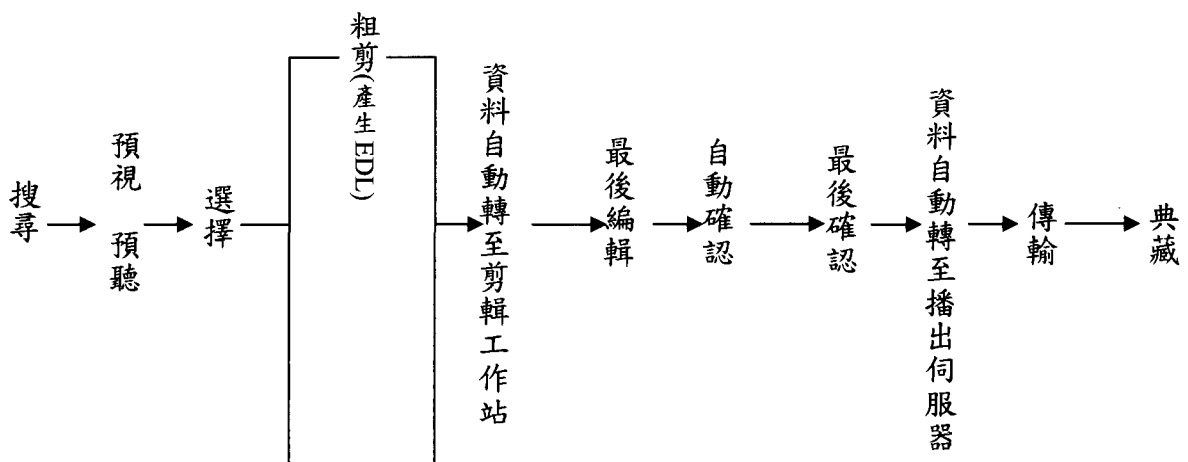 搜尋
預視
預聽
選擇
粗剪(產生EDL)
資料自動轉至剪輯工作站
最後編輯
自動確認
最後確認
資料自動轉至播出伺服器
傳輸
典藏